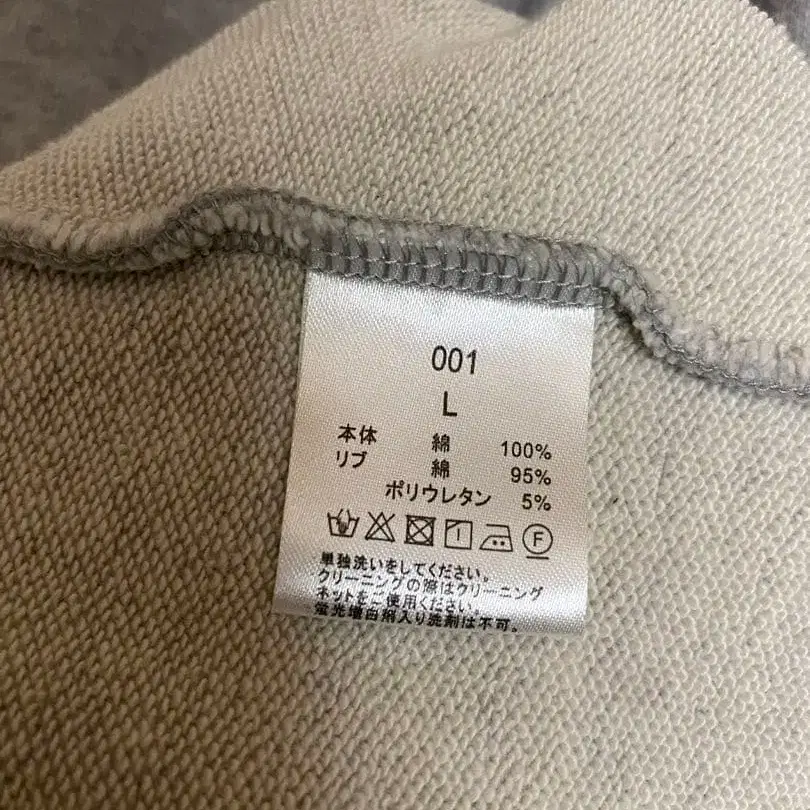 001
L
本体 綿 100%
リブ 綿 95%
ポリウレタン 5%
F
単独洗いをしてください。
クリーニングの際はクリーニング
ネットをご使用ください。
蛍光増白剤入り洗剤は不可。